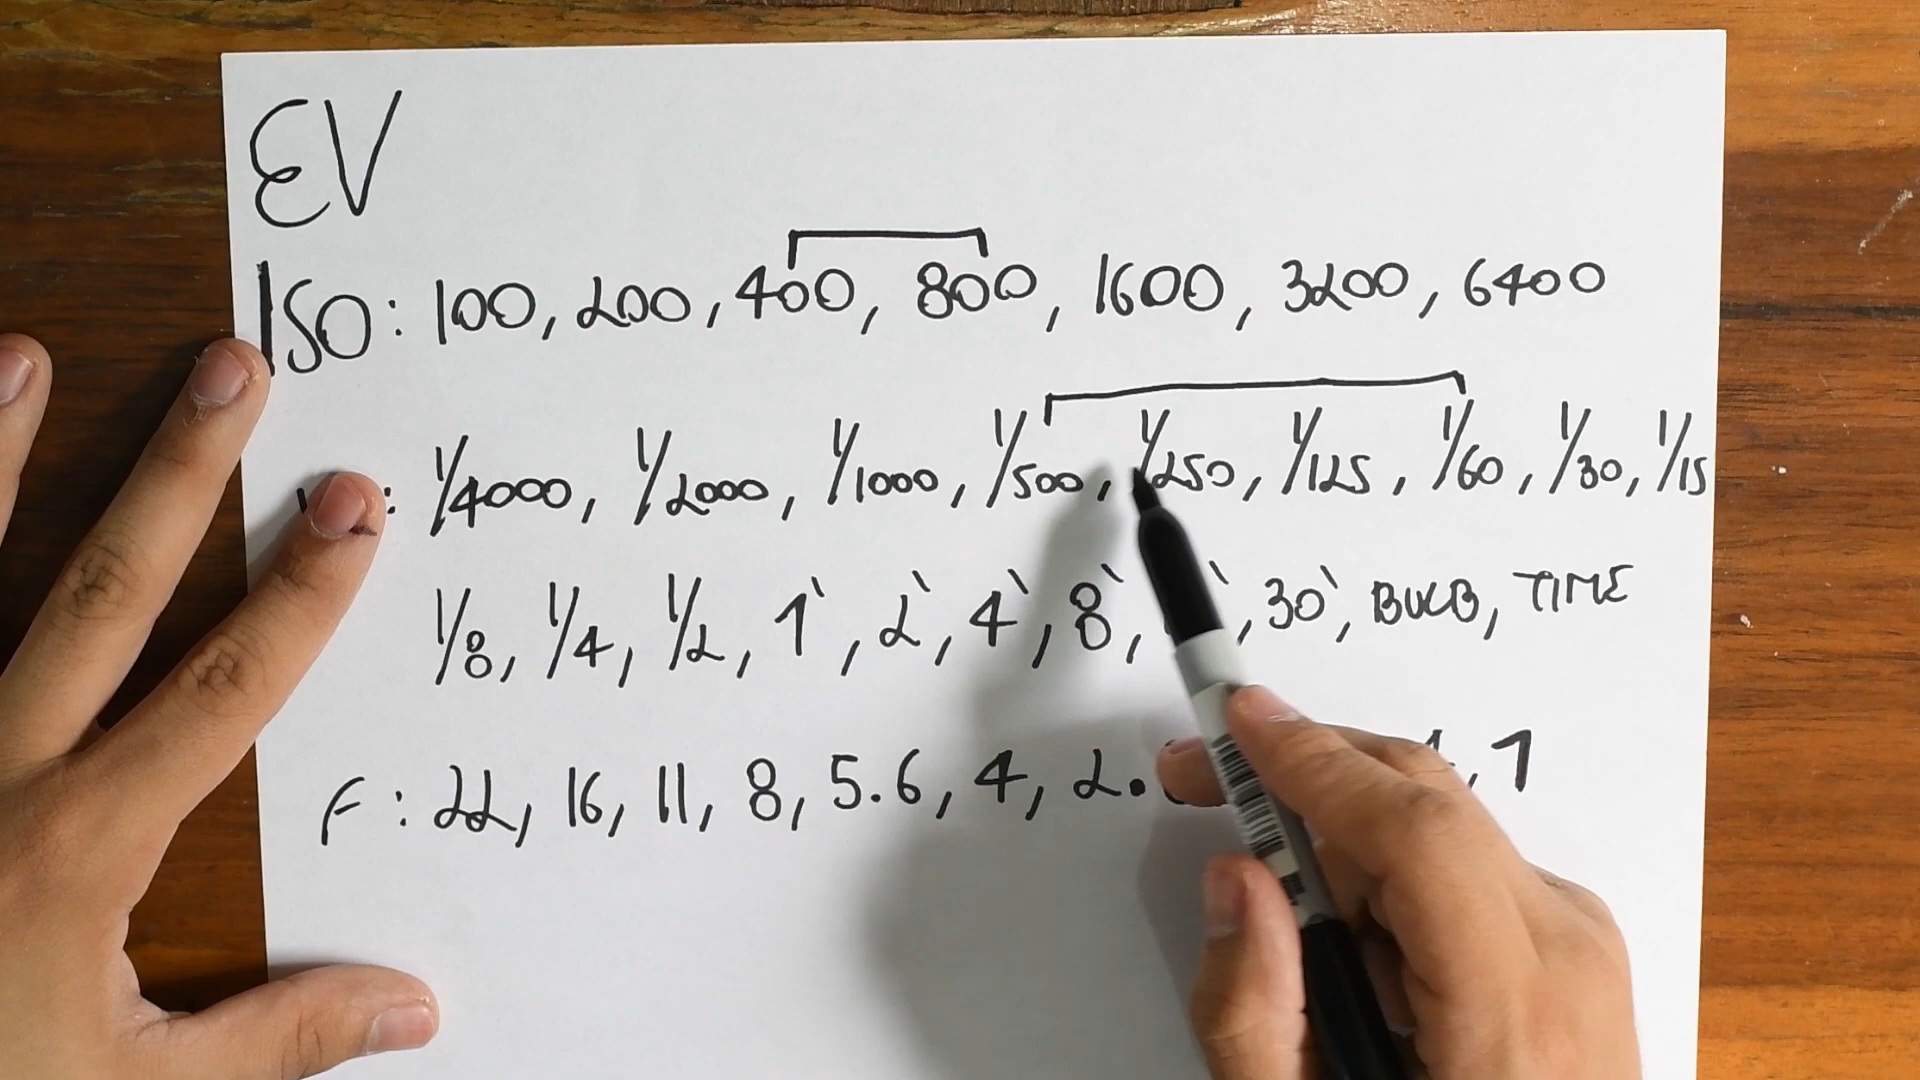 EV
ISO: 100, 200, 400, 800, 1600, 3200, 6400
: 1/4000, 1/2000, 1/1000, 1/500, 1/250, 1/125, 1/60, 1/30, 1/15
1/8, 1/4, 1/2, 1`, 2`, 4`, 8`, `, 30`, BULB, TIME
F: 22, 16, 11, 8, 5.6, 4, 2. , 1